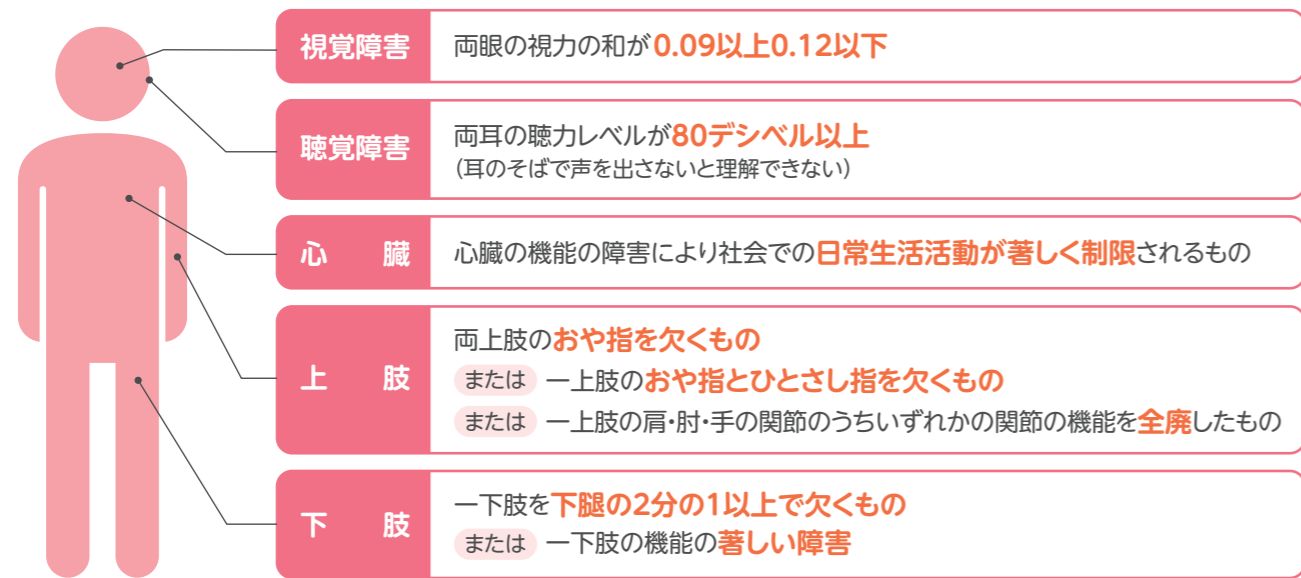 視覚障害
両眼の視力の和が0.09以上0.12以下
聴覚障害
両耳の聴力レベルが80デシベル以上
（耳のそばで声を出さないと理解できない）
心　臓
心臓の機能の障害により社会での日常生活活動が著しく制限されるもの
上　肢
両上肢のおや指を欠くもの
または 一上肢のおや指とひとさし指を欠くもの
または 一上肢の肩・肘・手の関節のうちいずれかの関節の機能を全廃したもの
下　肢
一下肢を下腿の2分の1以上で欠くもの
または 一下肢の機能の著しい障害